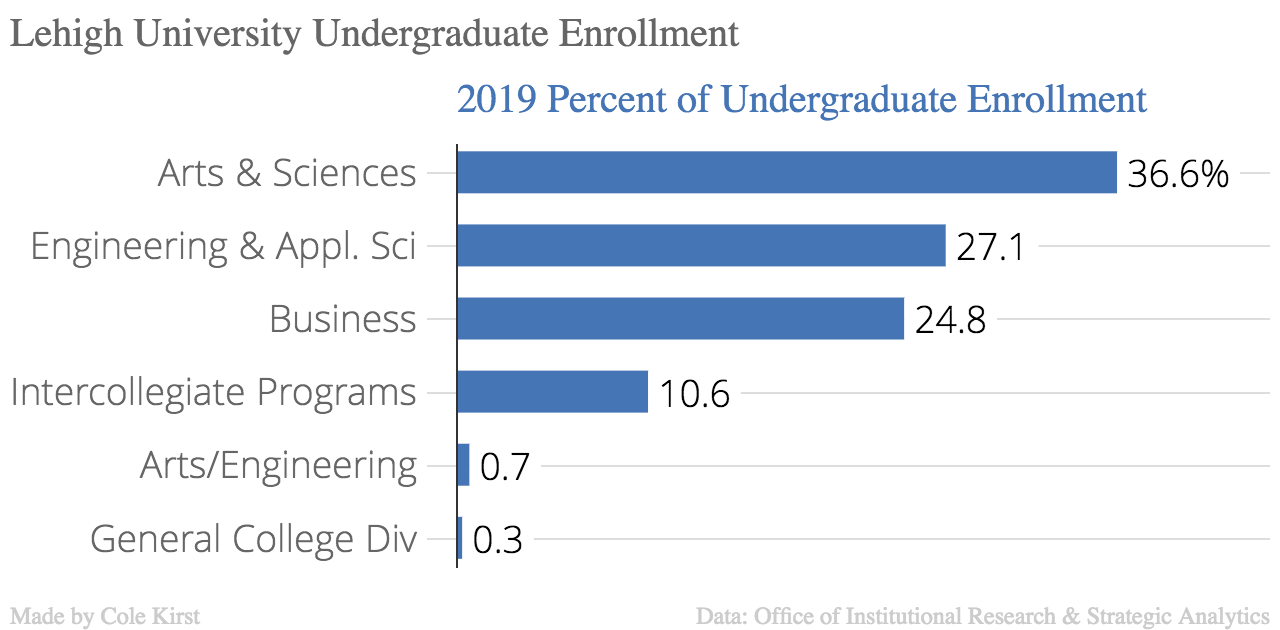 Lehigh University Undergraduate Enrollment
2019 Percent of Undergraduate Enrollment
Arts & Sciences 36.6%
Engineering & Appl. Sci 27.1
Business 24.8
Intercollegiate Programs 10.6
Arts/Engineering 0.7
General College Div 0.3
Made by Cole Kirst Data: Office of Institutional Research & Strategic Analytics